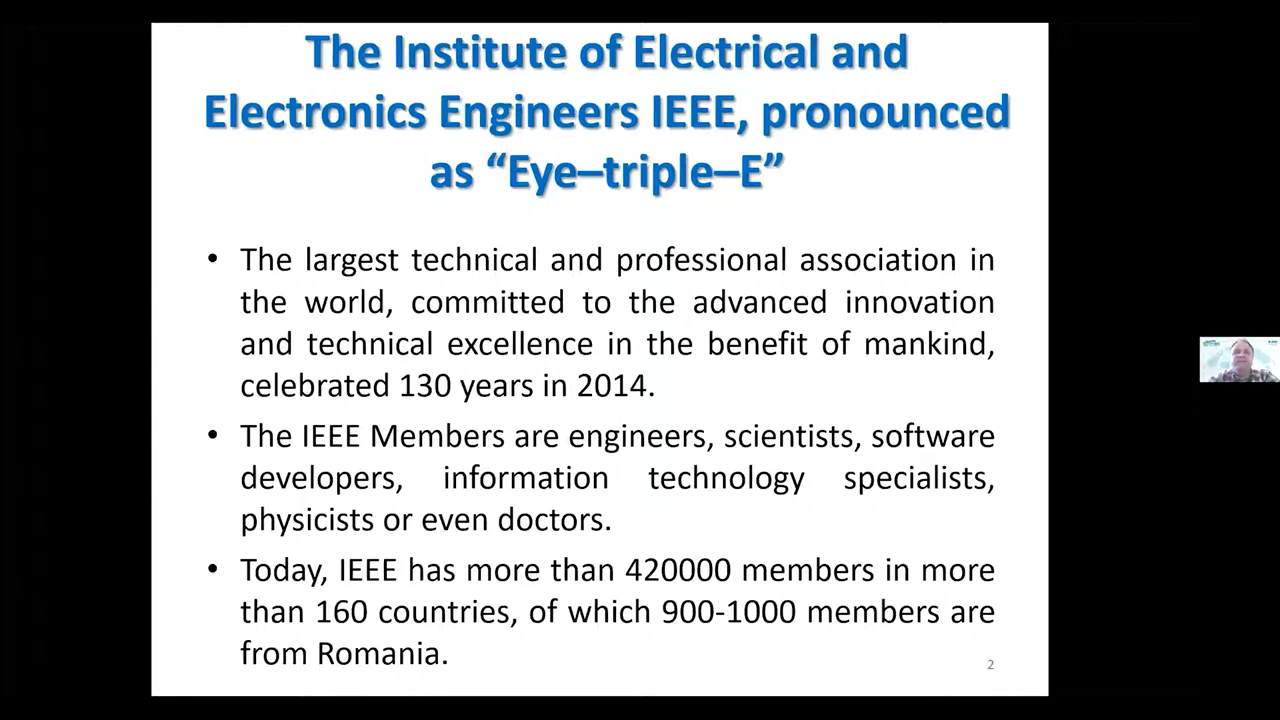 The Institute of Electrical and
Electronics Engineers IEEE, pronounced
as “Eye–triple–E”
• The largest technical and professional association in
the world, committed to the advanced innovation
and technical excellence in the benefit of mankind,
celebrated 130 years in 2014.
• The IEEE Members are engineers, scientists, software
developers, information technology specialists,
physicists or even doctors.
• Today, IEEE has more than 420000 members in more
than 160 countries, of which 900-1000 members are
from Romania.
2